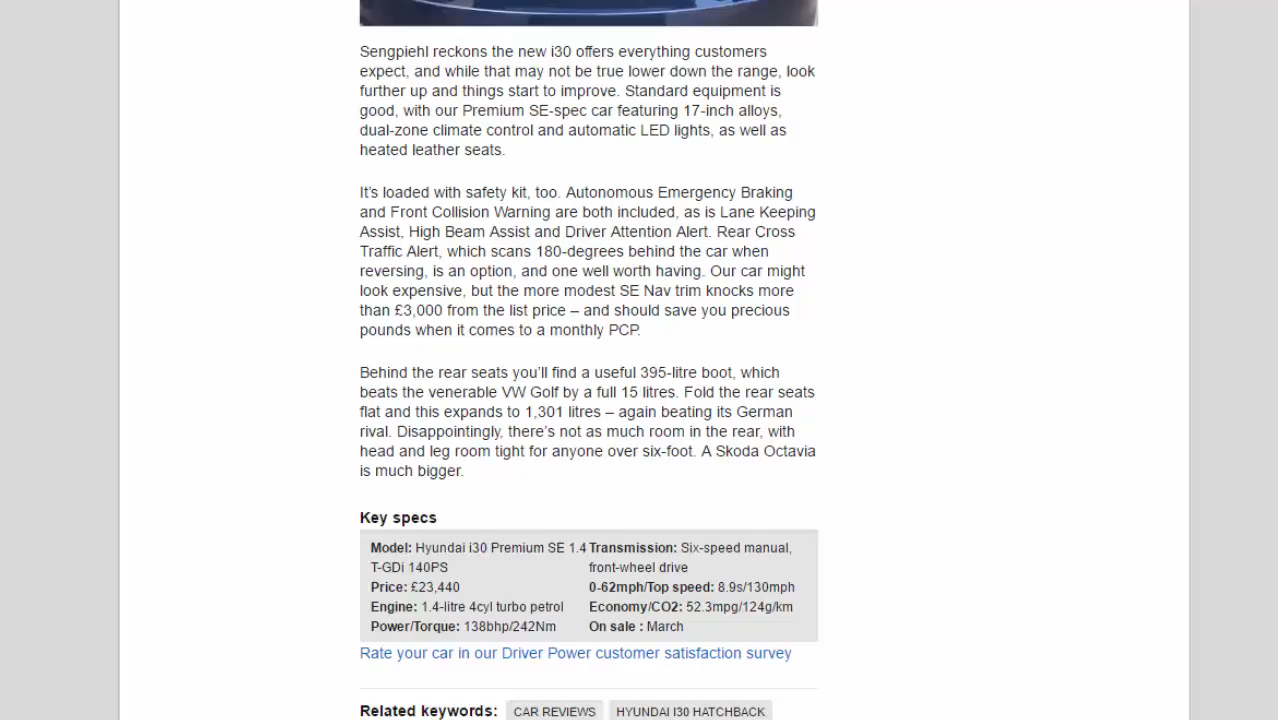 Sengpiehl reckons the new i30 offers everything customers
expect, and while that may not be true lower down the range, look
further up and things start to improve. Standard equipment is
good, with our Premium SE-spec car featuring 17-inch alloys,
dual-zone climate control and automatic LED lights, as well as
heated leather seats.
It's loaded with safety kit, too. Autonomous Emergency Braking
and Front Collision Warning are both included, as is Lane Keeping
Assist, High Beam Assist and Driver Attention Alert. Rear Cross
Traffic Alert, which scans 180-degrees behind the car when
reversing, is an option, and one well worth having. Our car might
look expensive, but the more modest SE Nav trim knocks more
than £3,000 from the list price – and should save you precious
pounds when it comes to a monthly PCP.
Behind the rear seats you'll find a useful 395-litre boot, which
beats the venerable VW Golf by a full 15 litres. Fold the rear seats
flat and this expands to 1,301 litres – again beating its German
rival. Disappointingly, there's not as much room in the rear, with
head and leg room tight for anyone over six-foot. A Skoda Octavia
is much bigger.
Key specs
Model: Hyundai i30 Premium SE 1.4
T-GDi 140PS
Price: £23,440
Engine: 1.4-litre 4cyl turbo petrol
Power/Torque: 138bhp/242Nm
Transmission: Six-speed manual,
front-wheel drive
0-62mph/Top speed: 8.9s/130mph
Economy/CO2: 52.3mpg/124g/km
On sale : March
Rate your car in our Driver Power customer satisfaction survey
Related keywords: CAR REVIEWS HYUNDAI I30 HATCHBACK